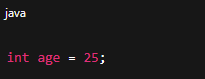 java
int age = 25;